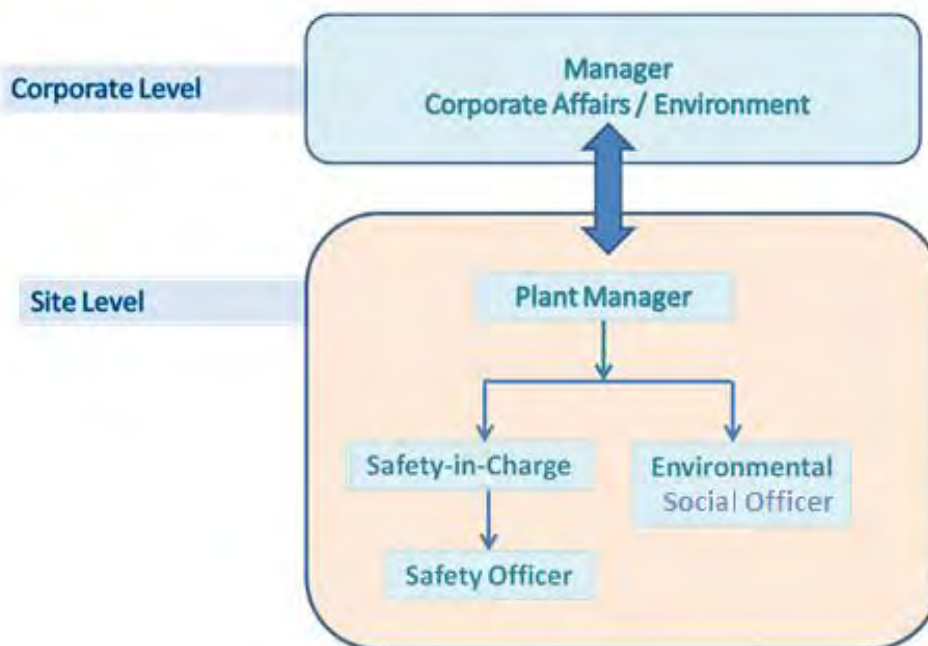 Corporate Level
Manager
Corporate Affairs / Environment
Site Level
Plant Manager
Safety-in-Charge
Environmental
Social Officer
Safety Officer